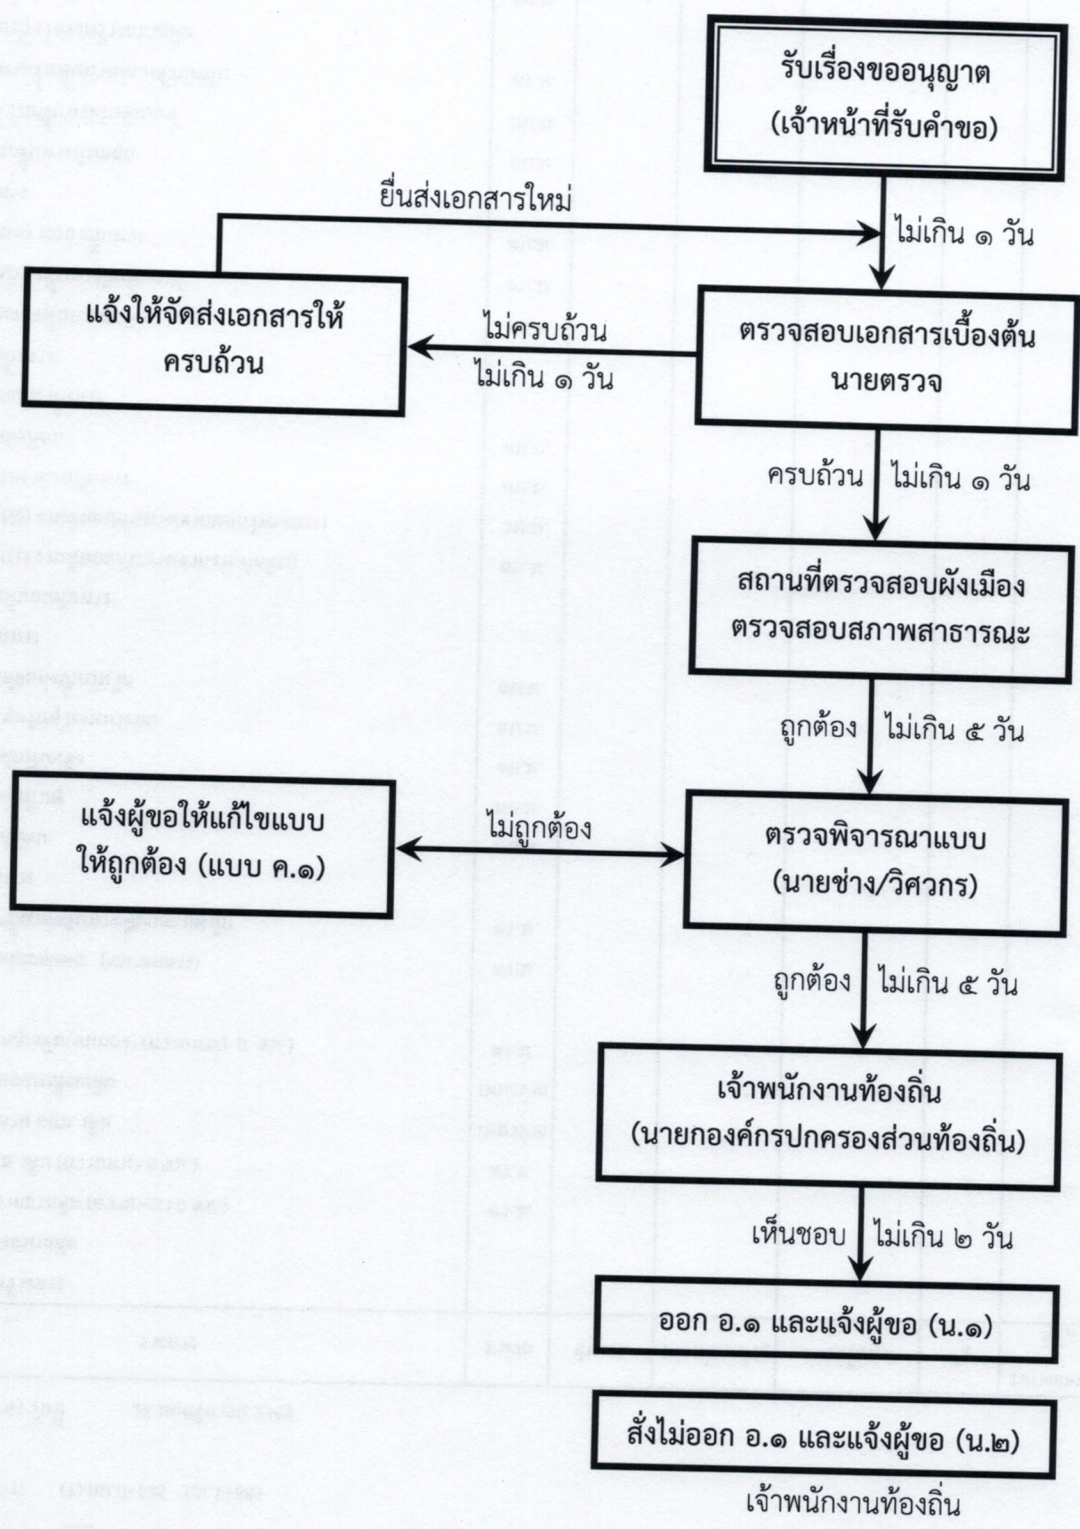 รับเรื่องขออนุญาต
(เจ้าหน้าที่รับคำขอ)
ยื่นส่งเอกสารใหม่
ไม่เกิน ๑ วัน
แจ้งให้จัดส่งเอกสารให้
ครบถ้วน
ไม่ครบถ้วน
ไม่เกิน ๑ วัน
ตรวจสอบเอกสารเบื้องต้น
นายตรวจ
ครบถ้วน ไม่เกิน ๑ วัน
สถานที่ตรวจสอบผังเมือง
ตรวจสอบสภาพสาธารณะ
ถูกต้อง ไม่เกิน ๕ วัน
แจ้งผู้ขอให้แก้ไขแบบ
ให้ถูกต้อง (แบบ ค.๑)
ไม่ถูกต้อง
ตรวจพิจารณาแบบ
(นายช่าง/วิศวกร)
ถูกต้อง ไม่เกิน ๕ วัน
เจ้าพนักงานท้องถิ่น
(นายกองค์กรปกครองส่วนท้องถิ่น)
เห็นชอบ ไม่เกิน ๒ วัน
ออก อ.๑ และแจ้งผู้ขอ (น.๑)
สั่งไม่ออก อ.๑ และแจ้งผู้ขอ (น.๒)
เจ้าพนักงานท้องถิ่น